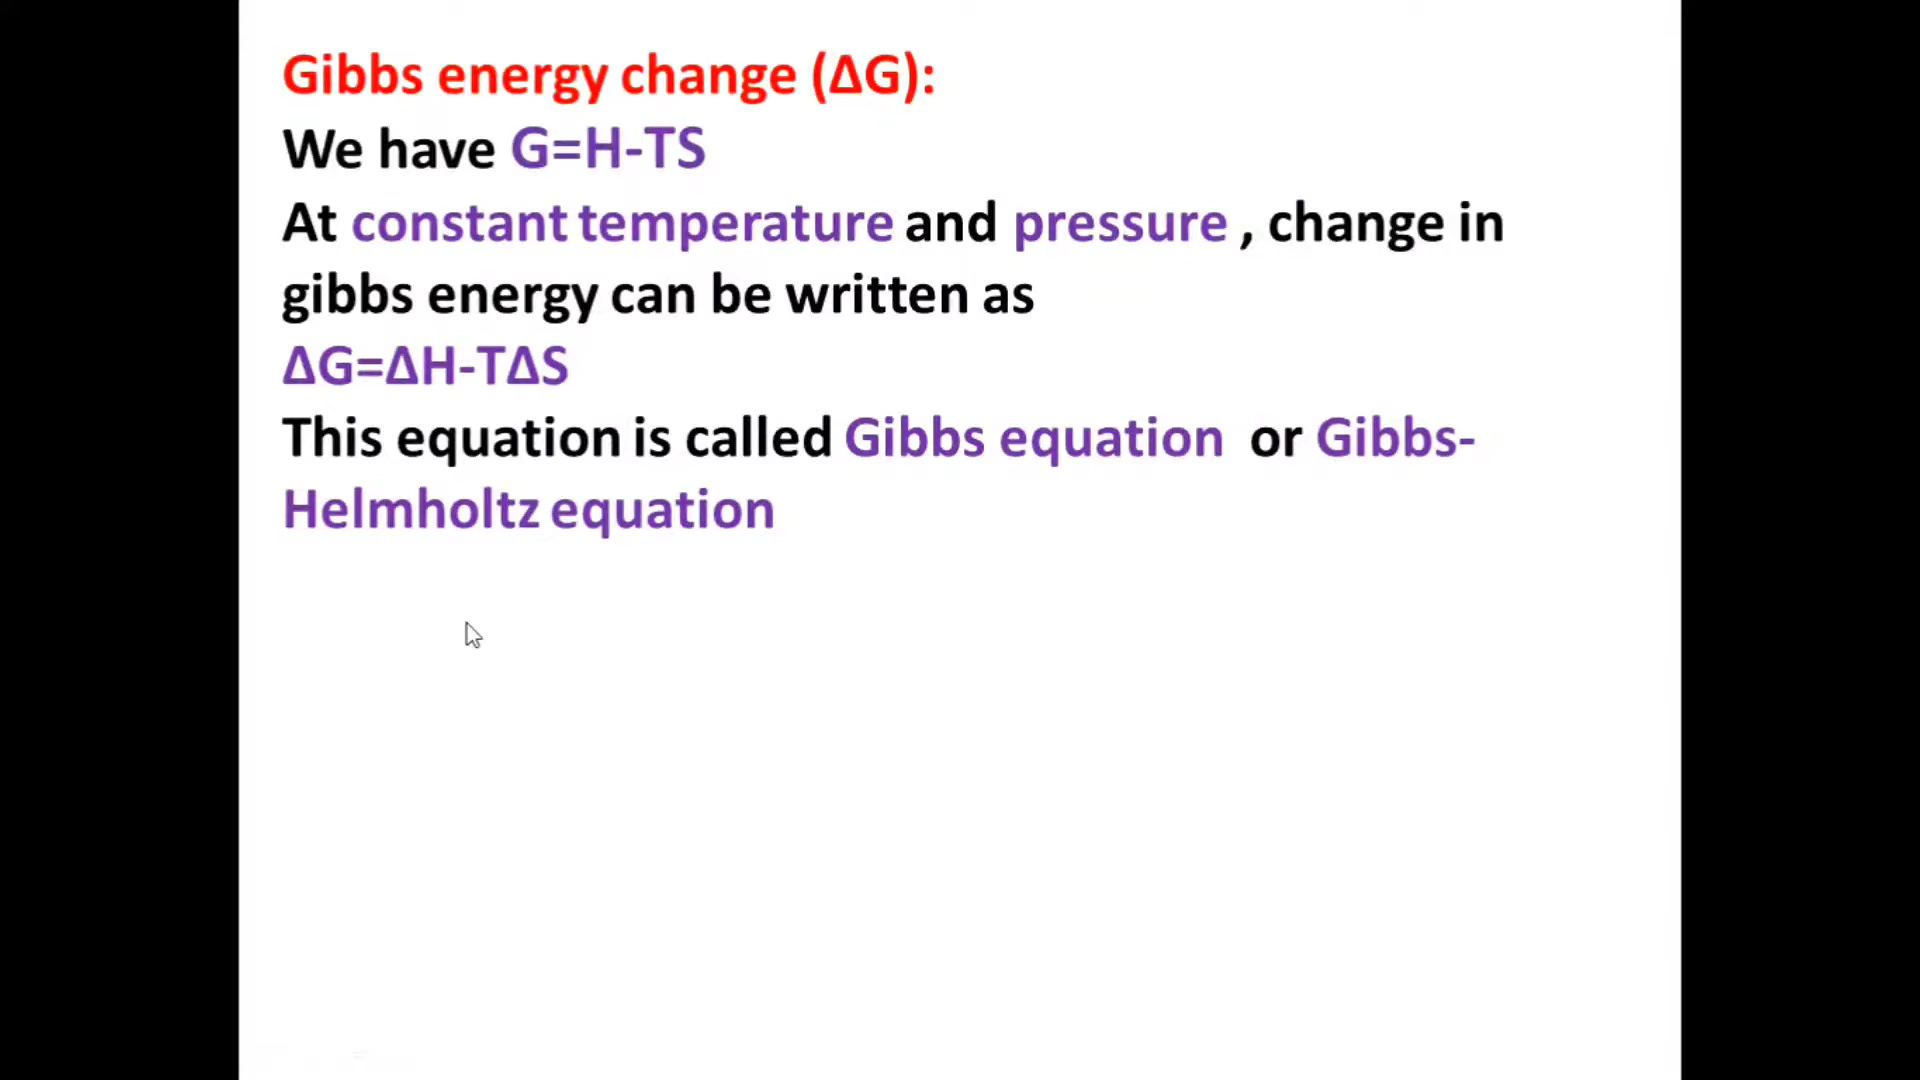 Gibbs energy change (ΔG):
We have G=H-TS
At constant temperature and pressure , change in
gibbs energy can be written as
ΔG=ΔH-TΔS
This equation is called Gibbs equation  or Gibbs-
Helmholtz equation